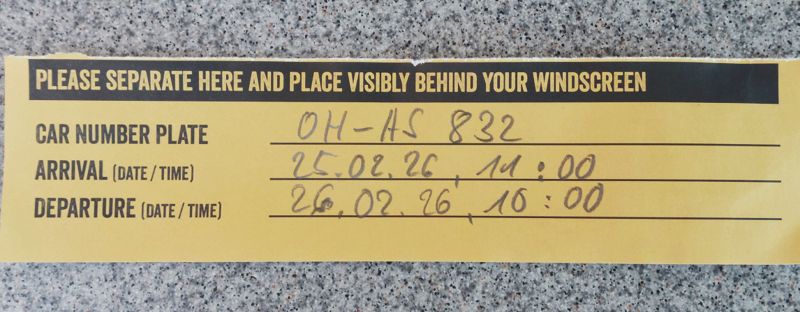 PLEASE SEPARATE HERE AND PLACE VISIBLY BEHIND YOUR WINDSCREEN
CAR NUMBER PLATE OH-AS 832
ARRIVAL (DATE / TIME) 25.02.26, 11:00
DEPARTURE (DATE / TIME) 26.02.26, 10:00